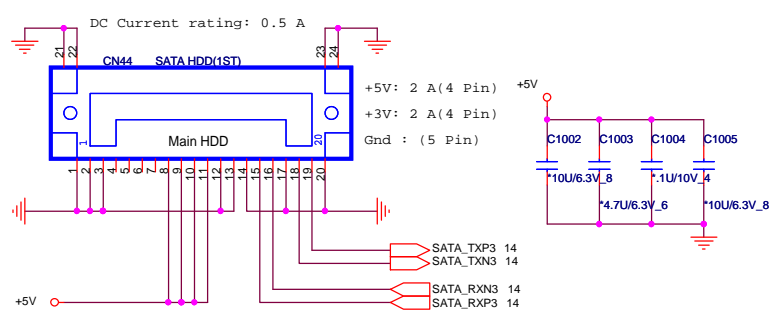 DC Current rating: 0.5 A
21 22 23 24
CN44 SATA HDD(1ST)
+5V: 2 A(4 Pin)
+3V: 2 A(4 Pin)
Gnd : (5 Pin)
1 Main HDD 20
1 2 3 4 5 6 7 8 9 10 11 12 13 14 15 16 17 18 19 20
SATA_TXP3 14
SATA_TXN3 14
SATA_RXN3 14
SATA_RXP3 14
+5V
+5V
C1002 C1003 C1004 C1005
*10U/6.3V_8 *.1U/10V_4
*4.7U/6.3V_6 *10U/6.3V_8